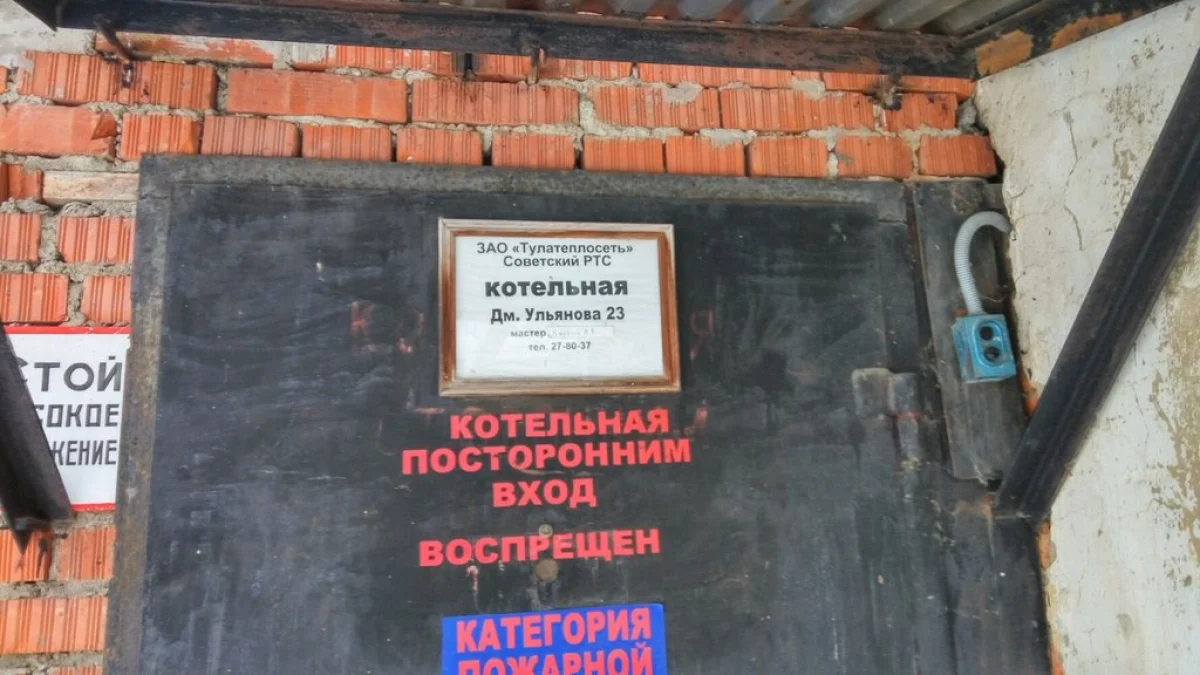 ЗАО «Тулатеплосеть»
Советский РТС
котельная
Дм. Ульянова 23
мастер
тел. 27-80-37
СТОЙ
СОКОЕ
ЖЕНИЕ
КОТЕЛЬНАЯ
ПОСТОРОННИМ
ВХОД
ВОСПРЕЩЕН
КАТЕГОРИЯ
ПОЖАРНОЙ